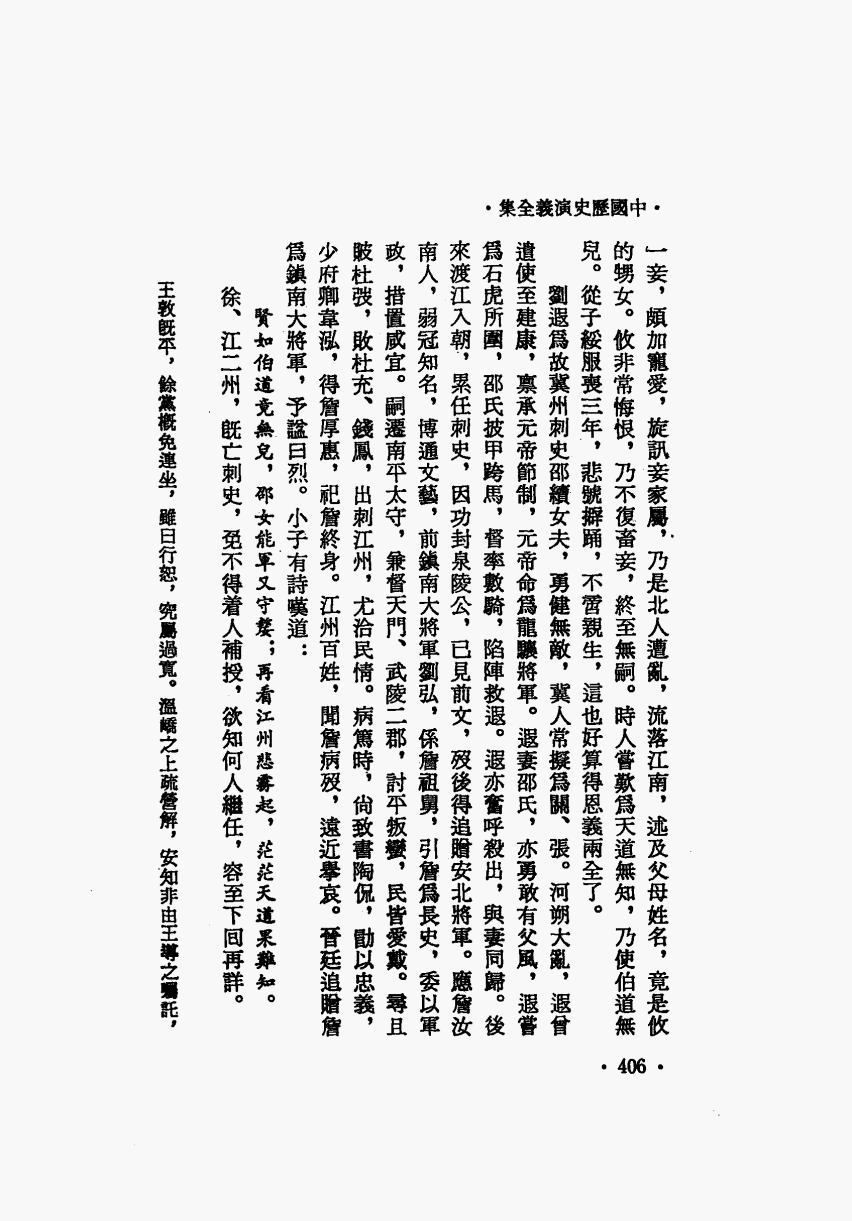 ·中國歷史演義全集·
一妾，頗加寵愛，旋訊妾家屬，乃是北人遭亂，流落江南，述及父母姓名，竟是攸
的甥女。攸非常悔恨，乃不復畜妾，終至無嗣。時人嘗歎爲天道無知，乃使伯道無
兒。從子綏服喪三年，悲號擗踊，不啻親生，這也好算得恩義兩全了。
劉遐爲故冀州刺史邵續女夫，勇健無敵，冀人常擬爲關、張。河朔大亂，遐曾
遣使至建康，禀承元帝節制，元帝命爲龍驤將軍。遐妻邵氏，亦勇敢有父風，遐嘗
爲石虎所圍，邵氏披甲跨馬，督率數騎，陷陣救遐。遐亦奮呼殺出，與妻同歸。後
來渡江入朝，累任刺史，因功封泉陵公，已見前文，歿後得追贈安北將軍。應詹汝
南人，弱冠知名，博通文藝，前鎮南大將軍劉弘，係詹祖舅，引詹爲長史，委以軍
政，措置咸宜。嗣遷南平太守，兼督天門、武陵二郡，討平叛蠻，民皆愛戴。尋且
破杜弢，敗杜充、錢鳳，出刺江州，尤洽民情。病篤時，尙致書陶侃，勖以忠義，
少府卿韋泓，得詹厚惠，祀詹終身。江州百姓，聞詹病歿，遠近舉哀。晉廷追贈詹
爲鎮南大將軍，予諡曰烈。小子有詩嘆道：
賢如伯道竟無兒，邵女能軍又守嫠；再看江州悲霧起，茫茫天道果難知。
徐、江二州，旣亡刺史，免不得着人補授，欲知何人繼任，容至下回再詳。
王敦旣平，餘黨概免連坐，雖曰行恕，究屬過寬。溫嶠之上疏營解，安知非由王導之囑託，
·406·